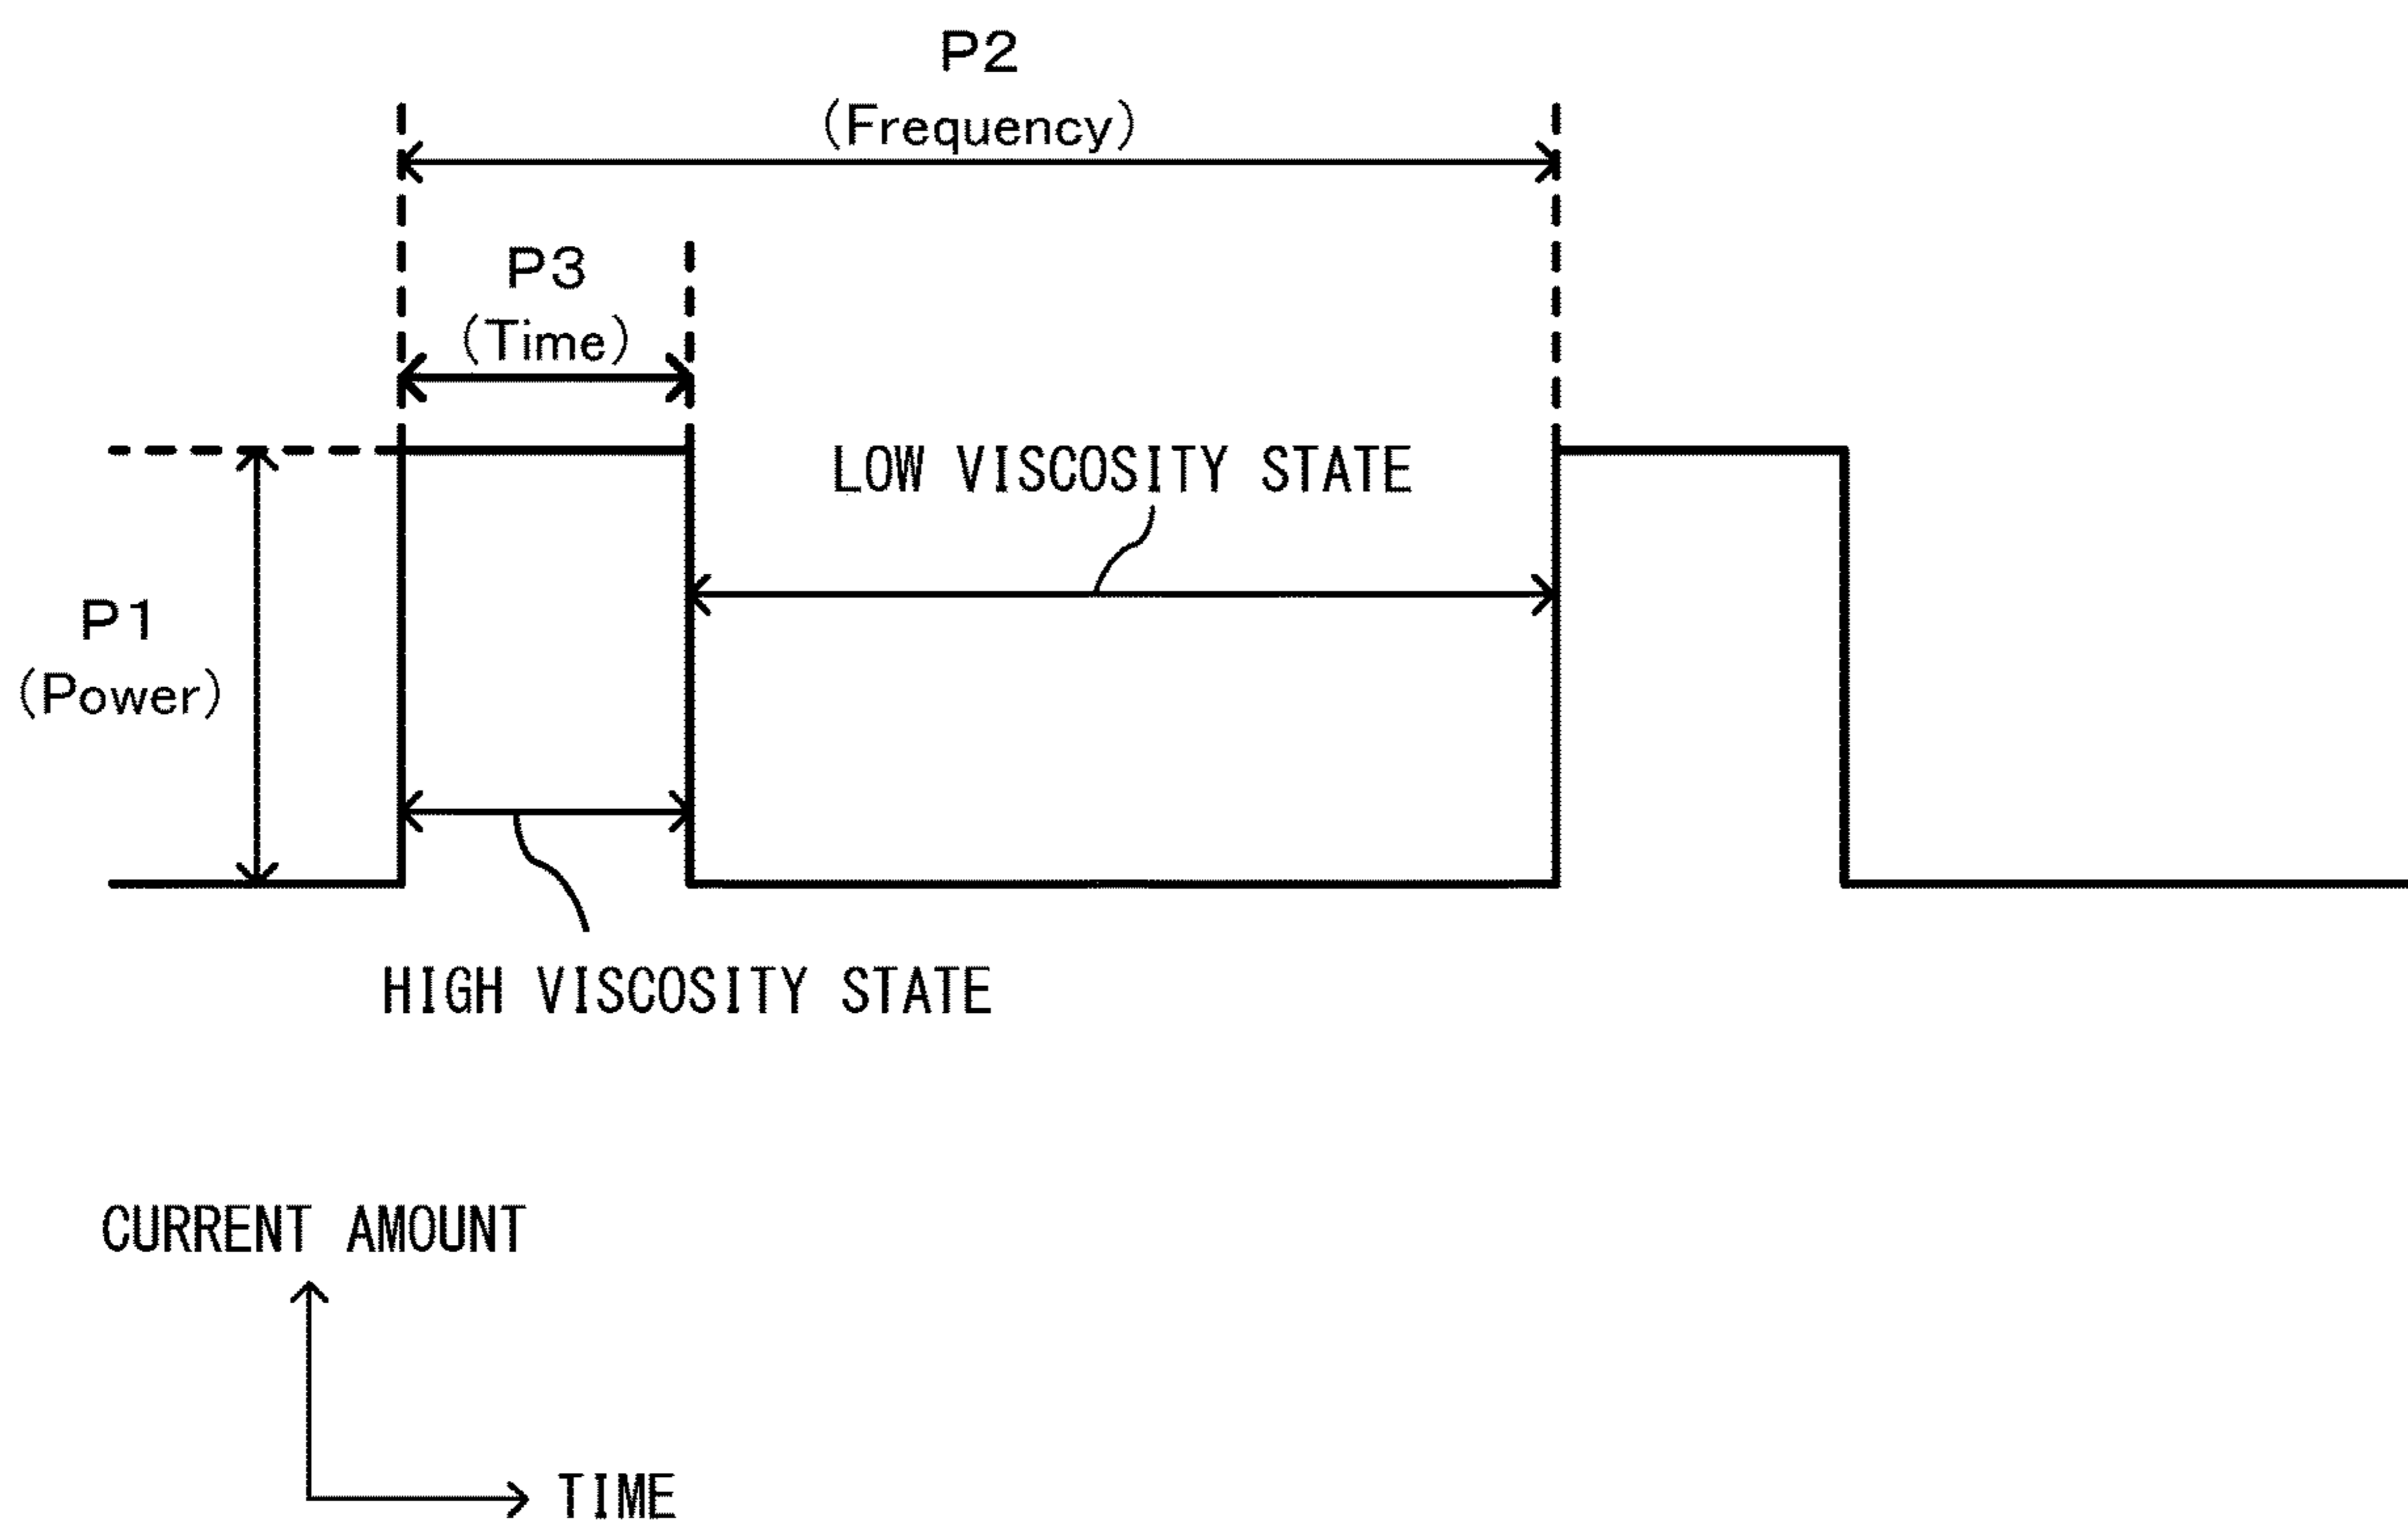 P2
(Frequency)
P3
(Time)
LOW VISCOSITY STATE
P1
(Power)
HIGH VISCOSITY STATE
CURRENT AMOUNT
TIME